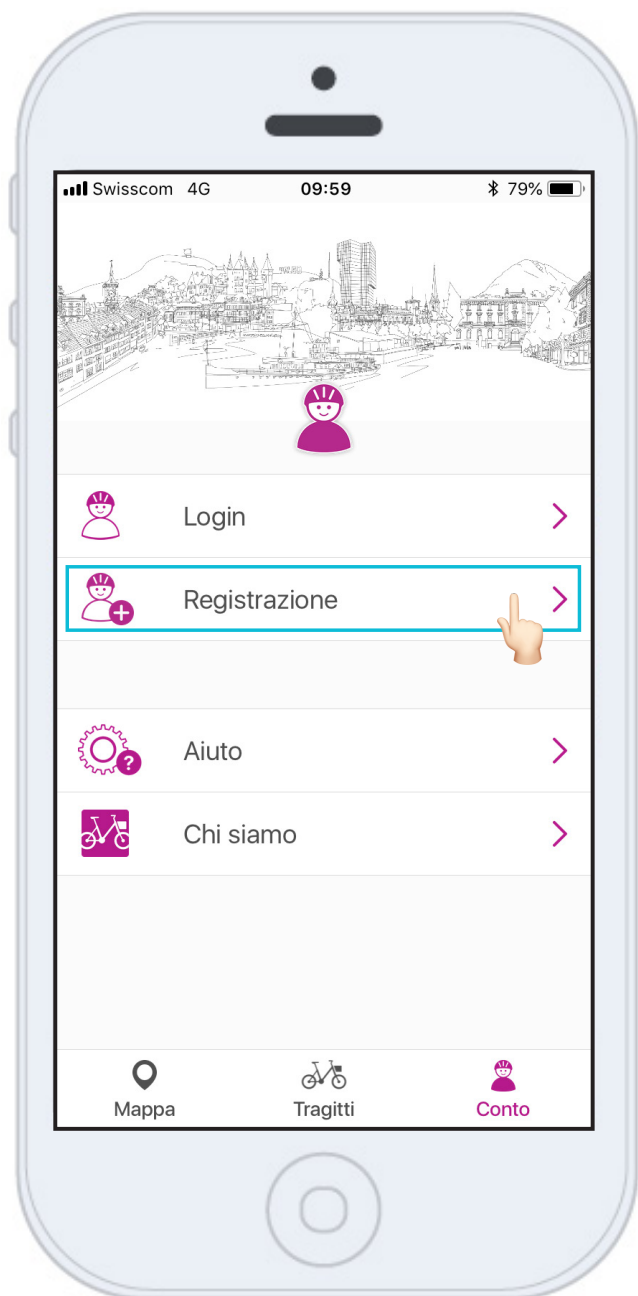 Swisscom 4G 09:59 79%
Login
Registrazione
Aiuto
Chi siamo
Mappa Tragitti Conto